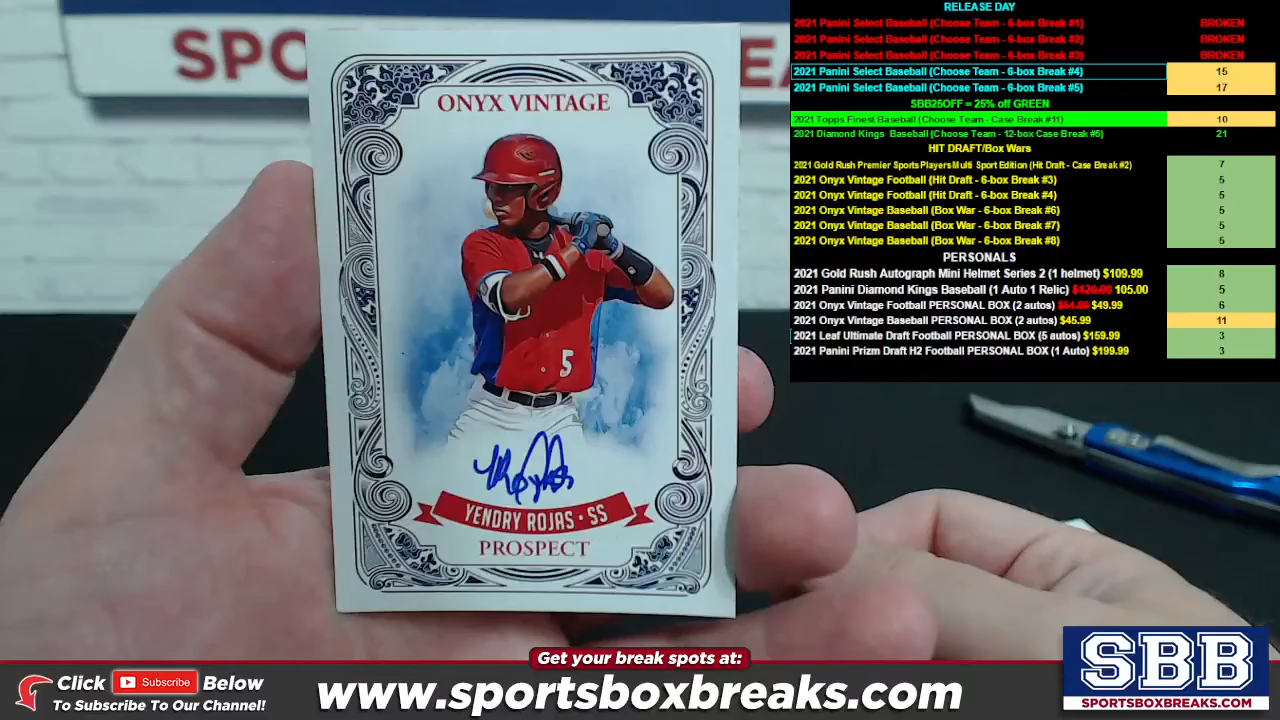 SPO
RELEASE DAY
2021 Panini Select Baseball (Choose Team - 6-box Break #1) BROKEN
2021 Panini Select Baseball (Choose Team - 6-box Break #2) BROKEN
2021 Panini Select Baseball (Choose Team - 6-box Break #3) BROKEN
2021 Panini Select Baseball (Choose Team - 6-box Break #4) 15
2021 Panini Select Baseball (Choose Team - 6-box Break #5) 17
SBB25OFF = 25% off GREEN
2021 Topps Finest Baseball (Choose Team - Case Break #11) 10
2021 Diamond Kings Baseball (Choose Team - 12-box Case Break #5) 21
HIT DRAFT/Box Wars
2021 Gold Rush Premier Sports Players Multi Sport Edition (Hit Draft - Case Break #2) 7
2021 Onyx Vintage Football (Hit Draft - 6-box Break #3) 5
2021 Onyx Vintage Football (Hit Draft - 6-box Break #4) 5
2021 Onyx Vintage Baseball (Box War - 6-box Break #6) 5
2021 Onyx Vintage Baseball (Box War - 6-box Break #7) 5
2021 Onyx Vintage Baseball (Box War - 6-box Break #8) 5
PERSONALS
2021 Gold Rush Autograph Mini Helmet Series 2 (1 helmet) $109.99 8
2021 Panini Diamond Kings Baseball (1 Auto 1 Relic) $120.00 105.00 5
2021 Onyx Vintage Football PERSONAL BOX (2 autos) $54.99 $49.99 6
2021 Onyx Vintage Baseball PERSONAL BOX (2 autos) $45.99 11
2021 Leaf Ultimate Draft Football PERSONAL BOX (5 autos) $159.99 3
2021 Panini Prizm Draft H2 Football PERSONAL BOX (1 Auto) $199.99 3
ONYX VINTAGE
5
YENDRY ROJAS · SS
PROSPECT
Get your break spots at:
Click Subscribe Below
To Subscribe To Our Channel!
www.sportsboxbreaks.com
SBB
SPORTSBOXBREAKS.COM